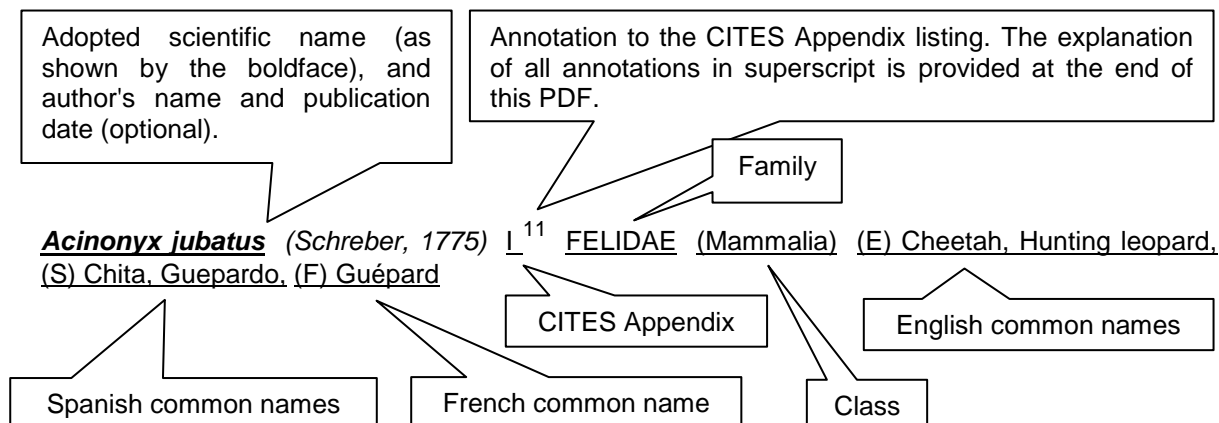 Adopted scientific name (as
shown by the boldface), and
author's name and publication
date (optional).
Annotation to the CITES Appendix listing. The explanation
of all annotations in superscript is provided at the end of
this PDF.
Family
Acinonyx jubatus (Schreber, 1775) I 11 FELIDAE (Mammalia) (E) Cheetah, Hunting leopard,
(S) Chita, Guepardo, (F) Guépard
CITES Appendix
English common names
Spanish common names
French common name
Class